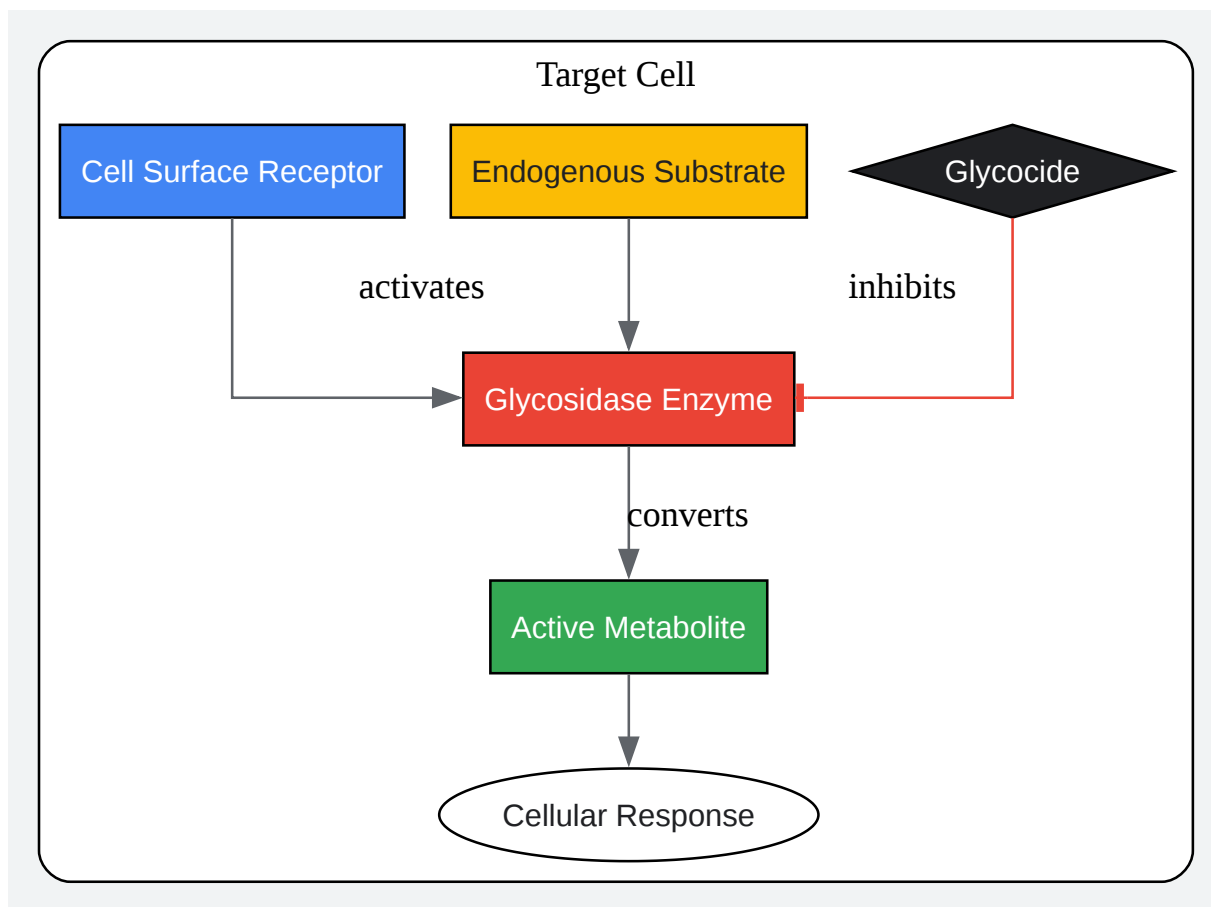 Target Cell
Cell Surface Receptor
Endogenous Substrate
Glycocide
activates
inhibits
Glycosidase Enzyme
converts
Active Metabolite
Cellular Response